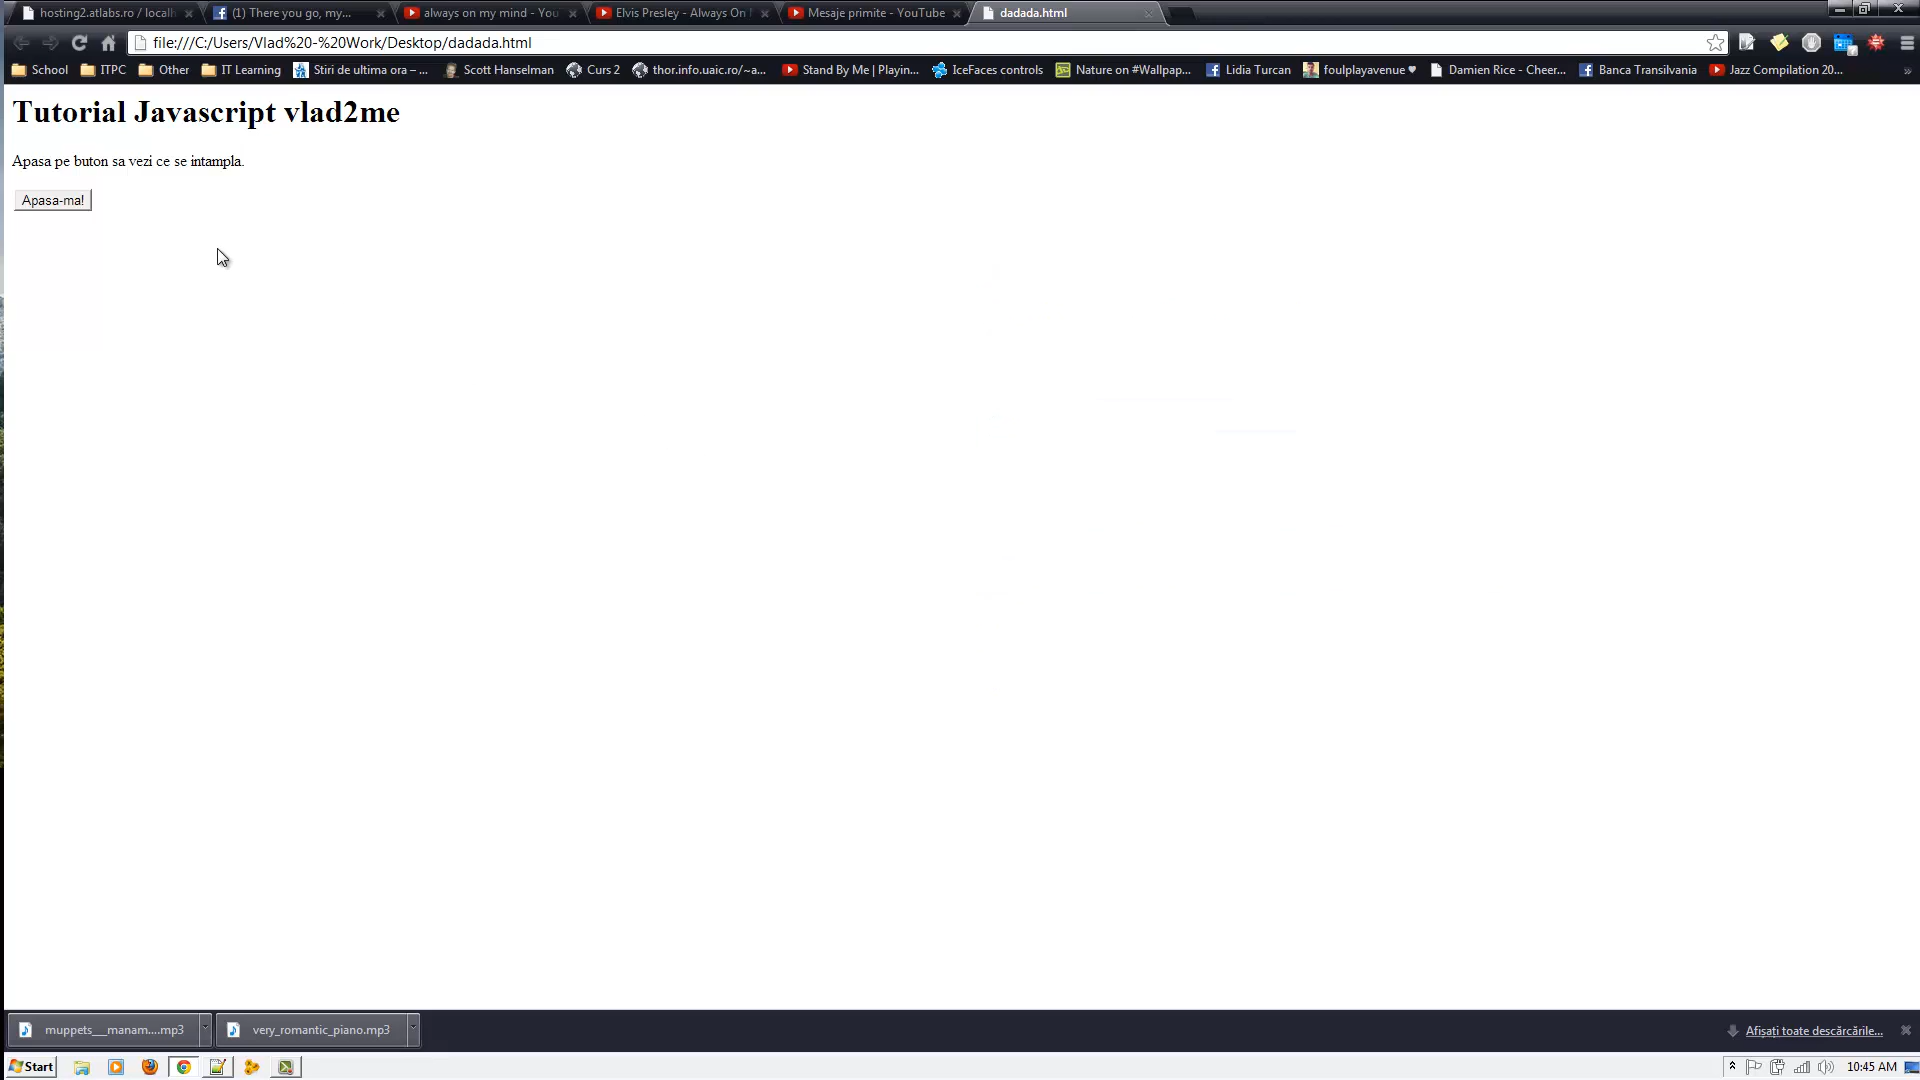 hosting2.atlabs.ro / localh
(1) There you go, my...
always on my mind - You
Elvis Presley - Always On
Mesaje primite - YouTube
dadada.html
file:///C:/Users/Vlad%20-%20Work/Desktop/dadada.html
School
ITPC
Other
IT Learning
Stiri de ultima ora – ...
Scott Hanselman
Curs 2
thor.info.uaic.ro/~a...
Stand By Me | Playin...
IceFaces controls
Nature on #Wallpap...
Lidia Turcan
foulplayavenue ♥
Damien Rice - Cheer...
Banca Transilvania
Jazz Compilation 20...
»
Tutorial Javascript vlad2me
Apasa pe buton sa vezi ce se intampla.
Apasa-ma!
muppets__manam....mp3
very_romantic_piano.mp3
Afișați toate descărcările...
Start
10:45 AM